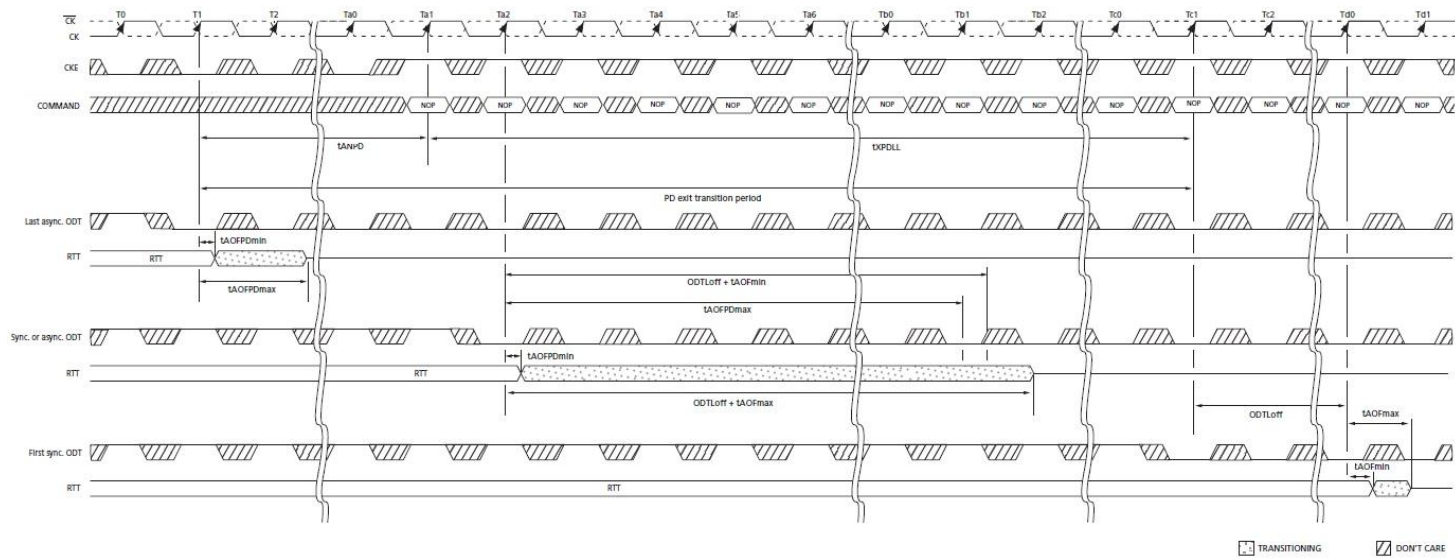 T0 T1 T2 Ta0 Ta1 Ta2 Ta3 Ta4 Ta5 Ta6 Tb0 Tb1 Tb2 Tc0 Tc1 Tc2 Td0 Td1
CK
CK
CKE
COMMAND NOP NOP NOP NOP NOP NOP NOP NOP NOP NOP NOP NOP NOP NOP
tANPD tXPDLL
PD exit transition period
Last async. ODT
tAOFPDmin
RTT RTT
tAOFPDmax
ODTLoff + tAOFmin
tAOFPDmax
Sync. or async. ODT
tAOFPDmin
RTT RTT
ODTLoff + tAOFmax
ODTLoff tAOFmax
First sync. ODT
tAOFmin
RTT RTT
TRANSITIONING DON'T CARE